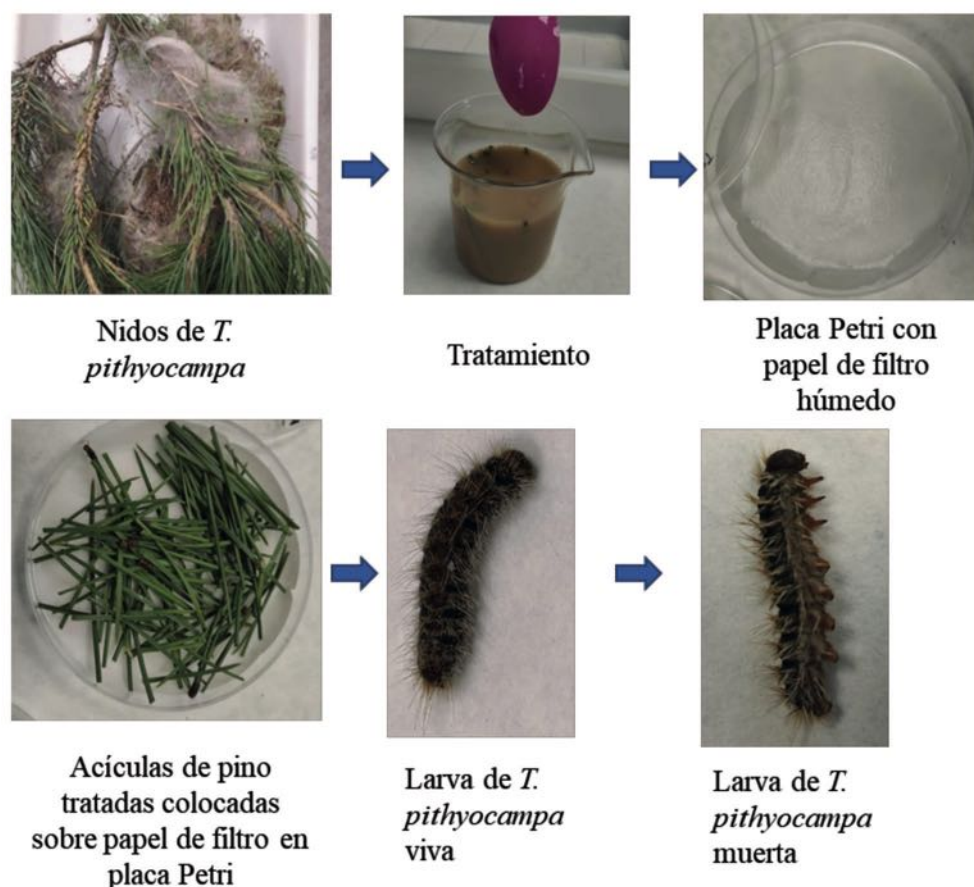 Nidos de T.
pithyocampa
Tratamiento
Placa Petri con
papel de filtro
húmedo
Acículas de pino
tratadas colocadas
sobre papel de filtro en
placa Petri
Larva de T.
pithyocampa
viva
Larva de T.
pithyocampa
muerta